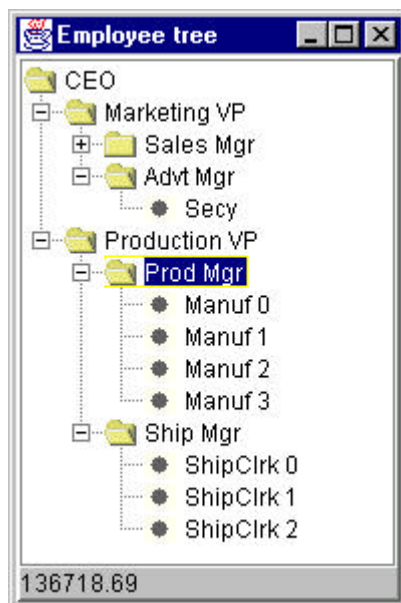 Employee tree
CEO
Marketing VP
Sales Mgr
Advt Mgr
Secy
Production VP
Prod Mgr
Manuf 0
Manuf 1
Manuf 2
Manuf 3
Ship Mgr
ShipClrk 0
ShipClrk 1
ShipClrk 2
136718.69